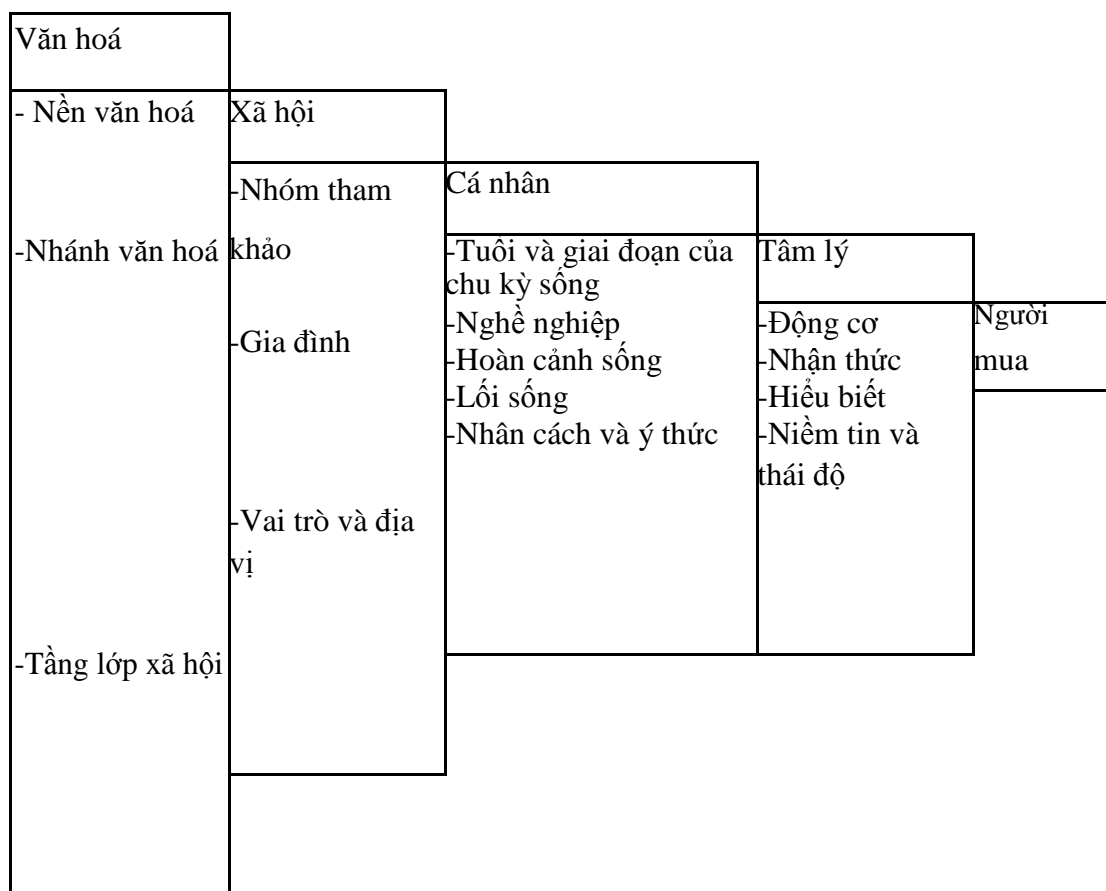 Văn hoá
- Nền văn hoá
-Nhánh văn hoá
-Tầng lớp xã hội
Xã hội
-Nhóm tham
khảo
-Gia đình
-Vai trò và địa
vị
Cá nhân
-Tuổi và giai đoạn của
chu kỳ sống
-Nghề nghiệp
-Hoàn cảnh sống
-Lối sống
-Nhân cách và ý thức
Tâm lý
-Động cơ
-Nhận thức
-Hiểu biết
-Niềm tin và
thái độ
Người
mua